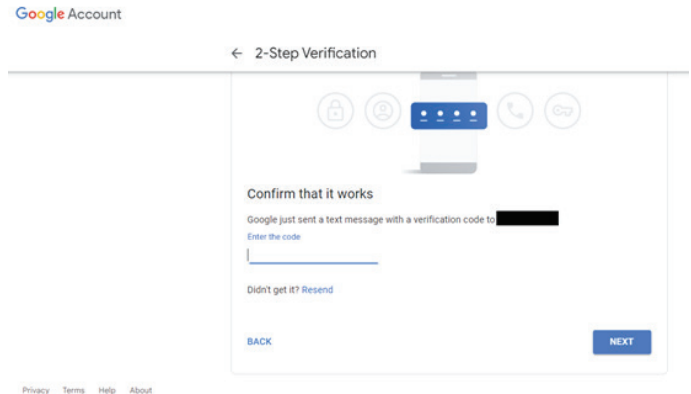 Google Account
← 2-Step Verification
Confirm that it works
Google just sent a text message with a verification code to
Enter the code
Didn't get it? Resend
BACK
NEXT
Privacy Terms Help About